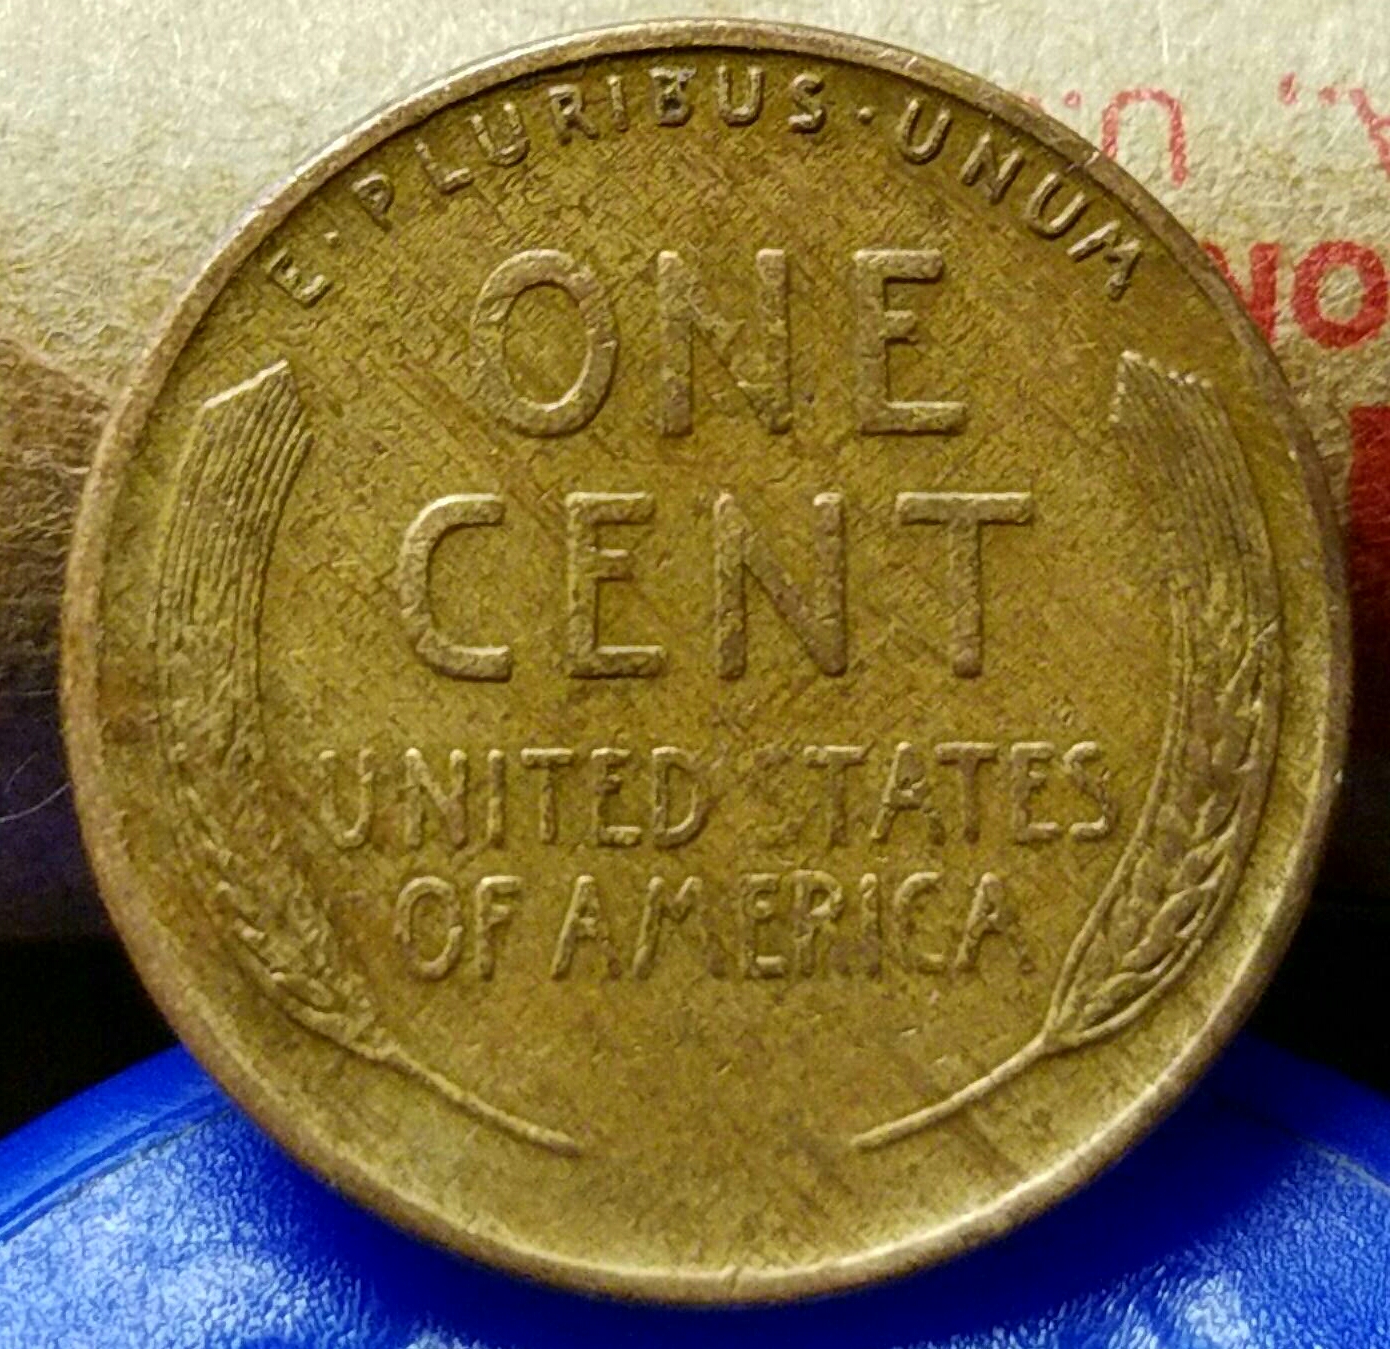 E·PLURIBUS·UNUM
ONE
CENT
UNITED STATES
OF AMERICA